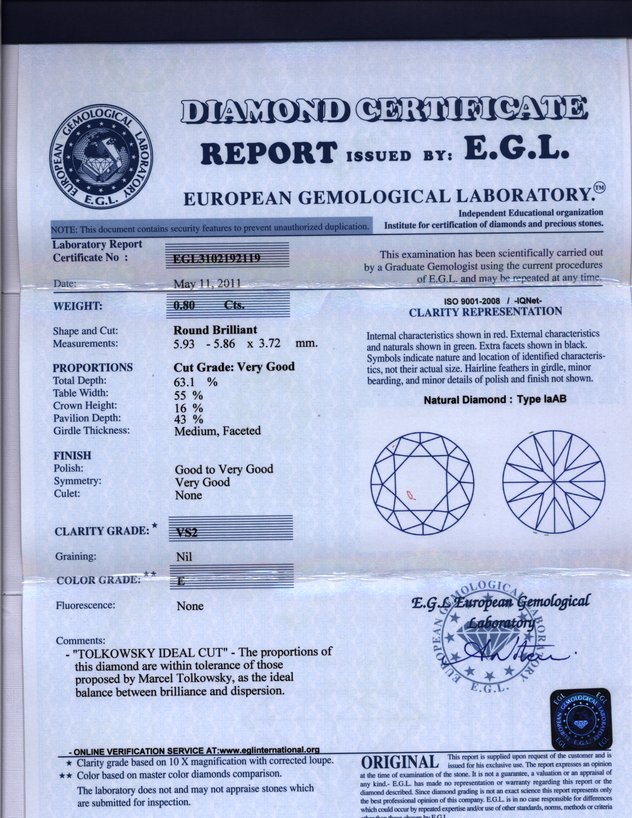 DIAMOND CERTIFICATE
REPORT ISSUED BY: E.G.L.
EUROPEAN GEMOLOGICAL LABORATORY.™
EUROPEAN GEMOLOGICAL LABORATORY
E.G.L.
Independent Educational organization
Institute for certification of diamonds and precious stones.
NOTE: This document contains security features to prevent unauthorized duplication.
Laboratory Report
Certificate No : EGL3102192119
Date: May 11, 2011
WEIGHT: 0.80 Cts.
Shape and Cut: Round Brilliant
Measurements: 5.93 - 5.86 x 3.72 mm.
PROPORTIONS Cut Grade: Very Good
Total Depth: 63.1 %
Table Width: 55 %
Crown Height: 16 %
Pavilion Depth: 43 %
Girdle Thickness: Medium, Faceted
FINISH
Polish: Good to Very Good
Symmetry: Very Good
Culet: None
CLARITY GRADE:* VS2
Graining: Nil
COLOR GRADE:** E
Fluorescence: None
Comments:
- "TOLKOWSKY IDEAL CUT" - The proportions of
this diamond are within tolerance of those
proposed by Marcel Tolkowsky, as the ideal
balance between brilliance and dispersion.
- ONLINE VERIFICATION SERVICE AT:www.eglinternational.org
★ Clarity grade based on 10 X magnification with corrected loupe.
★★ Color based on master color diamonds comparison.
The laboratory does not and may not appraise stones which
are submitted for inspection.
This examination has been scientifically carried out
by a Graduate Gemologist using the current procedures
of E.G.L. and may be repeated at any time.
ISO 9001-2008 / -IQNet-
CLARITY REPRESENTATION
Internal characteristics shown in red. External characteristics
and naturals shown in green. Extra facets shown in black.
Symbols indicate nature and location of identified characteris-
tics, not their actual size. Hairline feathers in girdle, minor
bearding, and minor details of polish and finish not shown.
Natural Diamond : Type IaAB
E.G.L European Gemological
Laboratory
EUROPEAN GEMOLOGICAL LABORATORY
E.G.L.
EGL
EGL
EGL
EGL
ORIGINAL
This report is supplied upon request of the customer and is
issued for his exclusive use. The report expresses an opinion
at the time of examination of the stone. It is not a guarantee, a valuation or an appraisal of
any kind.- E.G.L. has made no representation or warranty regarding this report or the
diamond described. Since diamond grading is not an exact science this report represents only
the best professional opinion of this company. E.G.L. is in no case responsible for differences
which could occur by repeated expertise and/or use of other standards, norms, methods or criteria